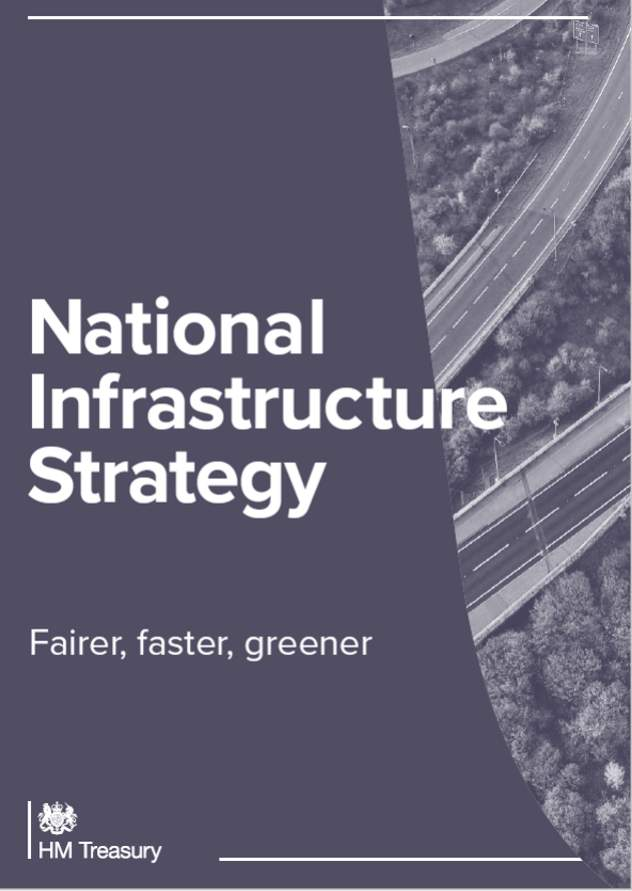 National
Infrastructure
Strategy
Fairer, faster, greener
HM Treasury